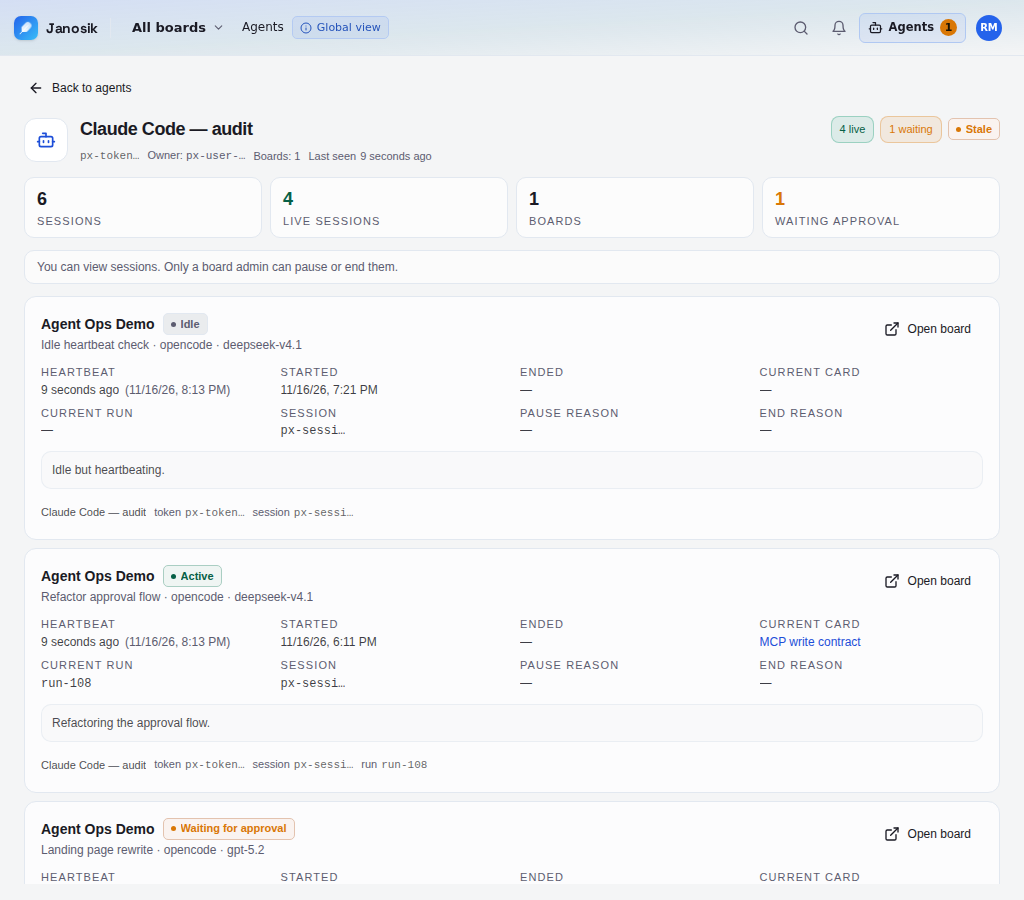 Janosik
All boards
Agents
Global view
Agents 1
RM
Back to agents
Claude Code — audit
px-token… Owner: px-user-… Boards: 1 Last seen 9 seconds ago
4 live
1 waiting
Stale
6
SESSIONS
4
LIVE SESSIONS
1
BOARDS
1
WAITING APPROVAL
You can view sessions. Only a board admin can pause or end them.
Agent Ops Demo Idle
Idle heartbeat check · opencode · deepseek-v4.1
Open board
HEARTBEAT STARTED ENDED CURRENT CARD
9 seconds ago (11/16/26, 8:13 PM) 11/16/26, 7:21 PM — —
CURRENT RUN SESSION PAUSE REASON END REASON
— px-sessi… — —
Idle but heartbeating.
Claude Code — audit token px-token… session px-sessi…
Agent Ops Demo Active
Refactor approval flow · opencode · deepseek-v4.1
Open board
HEARTBEAT STARTED ENDED CURRENT CARD
9 seconds ago (11/16/26, 8:13 PM) 11/16/26, 6:11 PM — MCP write contract
CURRENT RUN SESSION PAUSE REASON END REASON
run-108 px-sessi… — —
Refactoring the approval flow.
Claude Code — audit token px-token… session px-sessi… run run-108
Agent Ops Demo Waiting for approval
Landing page rewrite · opencode · gpt-5.2
Open board
HEARTBEAT STARTED ENDED CURRENT CARD